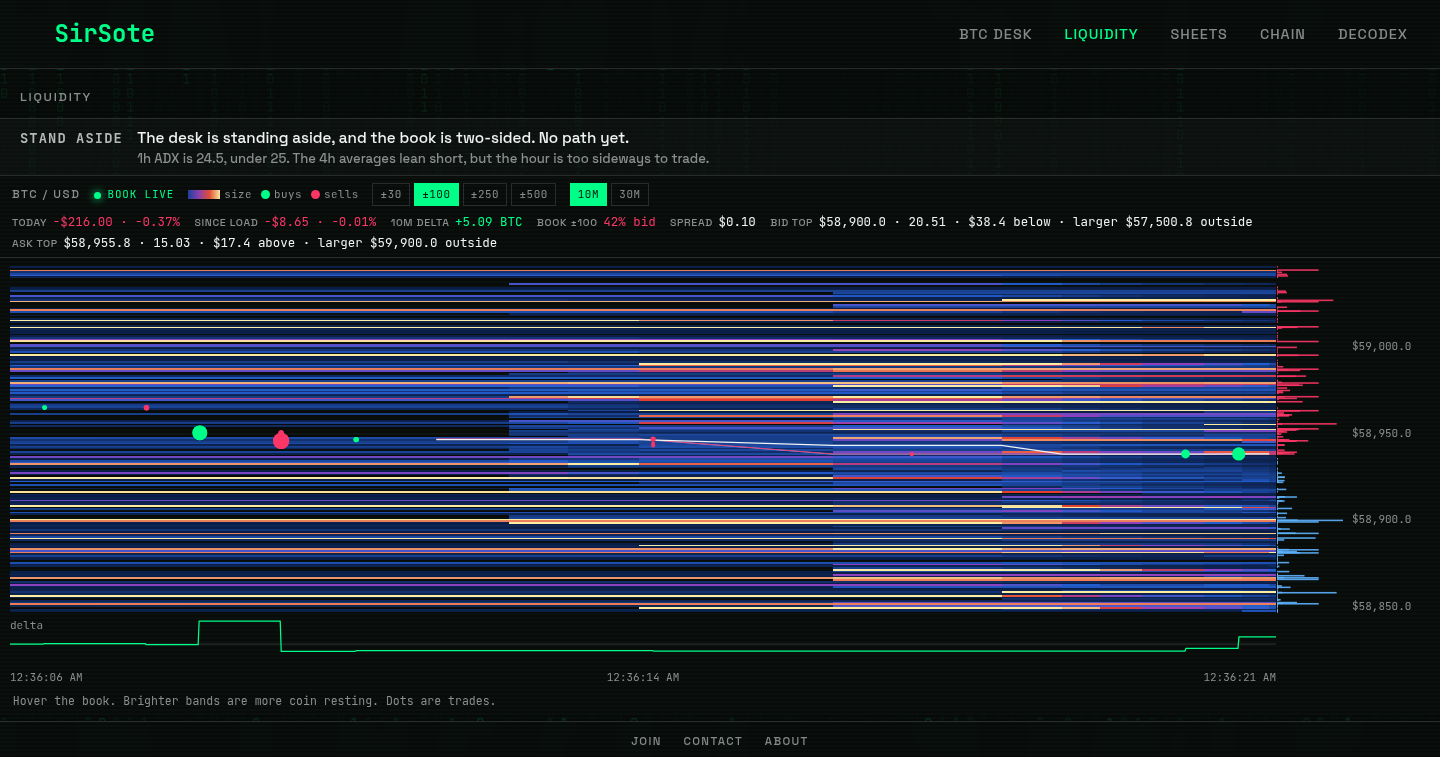 SirSote
BTC DESK LIQUIDITY SHEETS CHAIN DECODEX
LIQUIDITY
STAND ASIDE The desk is standing aside, and the book is two-sided. No path yet.
1h ADX is 24.5, under 25. The 4h averages lean short, but the hour is too sideways to trade.
BTC / USD BOOK LIVE size buys sells ±30 ±100 ±250 ±500 10M 30M
TODAY -$216.00 · -0.37% SINCE LOAD -$8.65 · -0.01% 10M DELTA +5.09 BTC BOOK ±100 42% bid SPREAD $0.10 BID TOP $58,900.0 · 20.51 · $38.4 below · larger $57,500.8 outside
ASK TOP $58,955.8 · 15.03 · $17.4 above · larger $59,900.0 outside
$59,000.0
$58,950.0
$58,900.0
$58,850.0
delta
12:36:06 AM 12:36:14 AM 12:36:21 AM
Hover the book. Brighter bands are more coin resting. Dots are trades.
JOIN CONTACT ABOUT